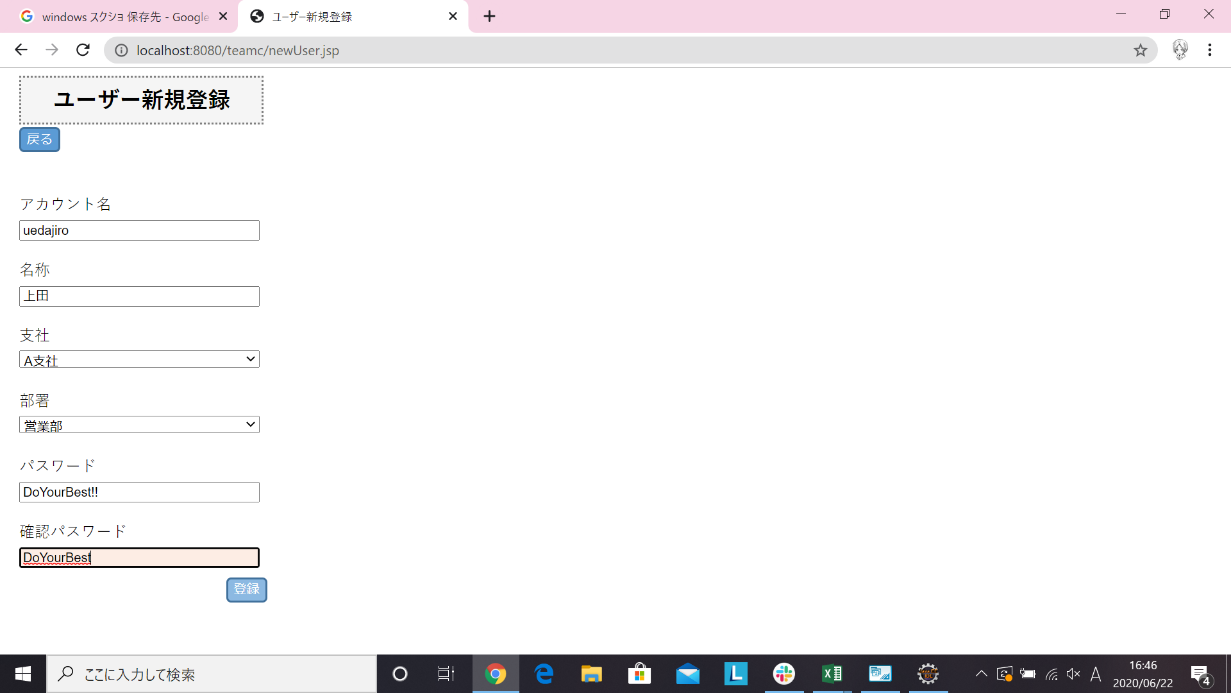 windows スクショ 保存先 - Google
ユーザー新規登録
localhost:8080/teamc/newUser.jsp
ユーザー新規登録
戻る
アカウント名
uedajiro
名称
上田
支社
A支社
部署
営業部
パスワード
DoYourBest!!
確認パスワード
DoYourBest
登録
ここに入力して検索
A
16:46
2020/06/22
4